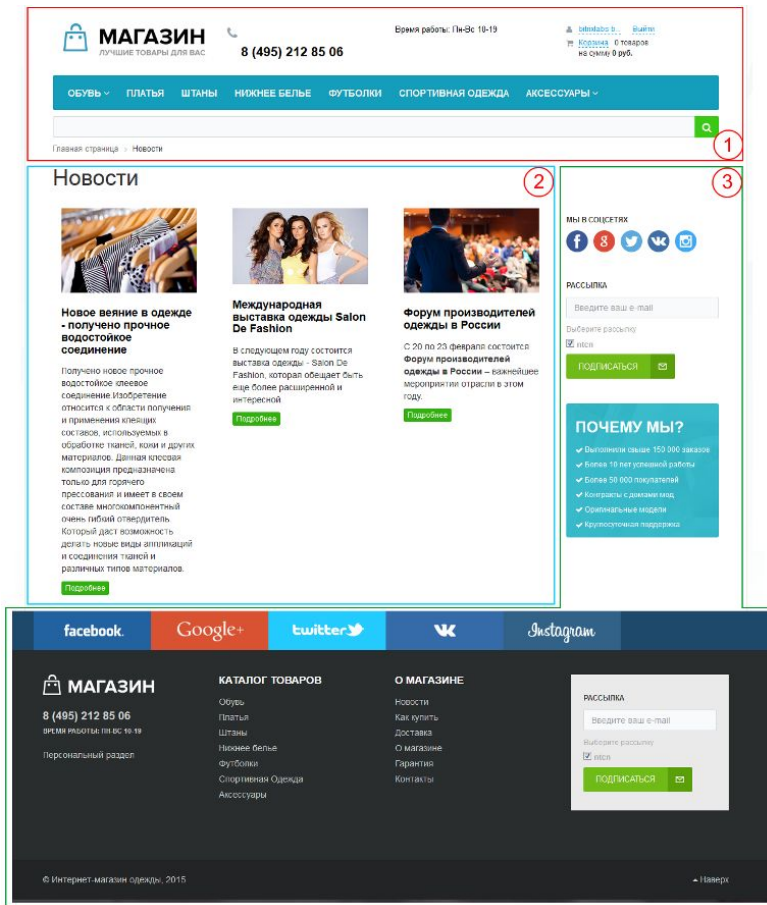 МАГАЗИН
ЛУЧШИЕ ТОВАРЫ ДЛЯ ВАС
8 (495) 212 85 06
Время работы: Пн-Вс 10-19
Выйти
Корзина 0 товаров
на сумму 0 руб.
ОБУВЬ ПЛАТЬЯ ШТАНЫ НИЖНЕЕ БЕЛЬЕ ФУТБОЛКИ СПОРТИВНАЯ ОДЕЖДА АКСЕССУАРЫ
1
Главная страница > Новости
2
3
Новости
Новое веяние в одежде
- получено прочное
водостойкое
соединение
Получено новое прочное
водостойкое клеевое
соединение.Изобретение
относится к области получения
и применения клеящих
составов, используемых в
обработке тканей, кожи и других
материалов. Данная клеевая
композиция предназначена
только для горячего
прессования и имеет в своем
составе многокомпонентный
очень гибкий отвердитель.
Который даст возможность
делать новые виды аппликаций
и соединения тканей и
различных типов материалов.
Подробнее
Международная
выставка одежды Salon
De Fashion
В следующем году состоится
выставка одежды - Salon De
Fashion, которая обещает быть
еще более расширенной и
интересной
Подробнее
Форум производителей
одежды в России
С 20 по 23 февраля состоится
Форум производителей
одежды в России – важнейшее
мероприятии отрасли в этом
году.
Подробнее
МЫ В СОЦСЕТЯХ
РАССЫЛКА
Введите ваш e-mail
Выберите рассылку
ПОДПИСАТЬСЯ
ПОЧЕМУ МЫ?
Выполнили свыше 150 000 заказов
Более 10 лет успешной работы
Более 50 000 покупателей
Контракты с домами мод
Оригинальные модели
Круглосуточная поддержка
facebook.
Google+
twitter
Instagram
МАГАЗИН
8 (495) 212 85 06
ВРЕМЯ РАБОТЫ: ПН-ВС 10-19
Персональный раздел
КАТАЛОГ ТОВАРОВ
Обувь
Платья
Штаны
Нижнее белье
Футболки
Спортивная Одежда
Аксессуары
О МАГАЗИНЕ
Новости
Как купить
Доставка
О магазине
Гарантия
Контакты
РАССЫЛКА
Введите ваш e-mail
Выберите рассылку
ПОДПИСАТЬСЯ
© Интернет-магазин одежды, 2015
Наверх